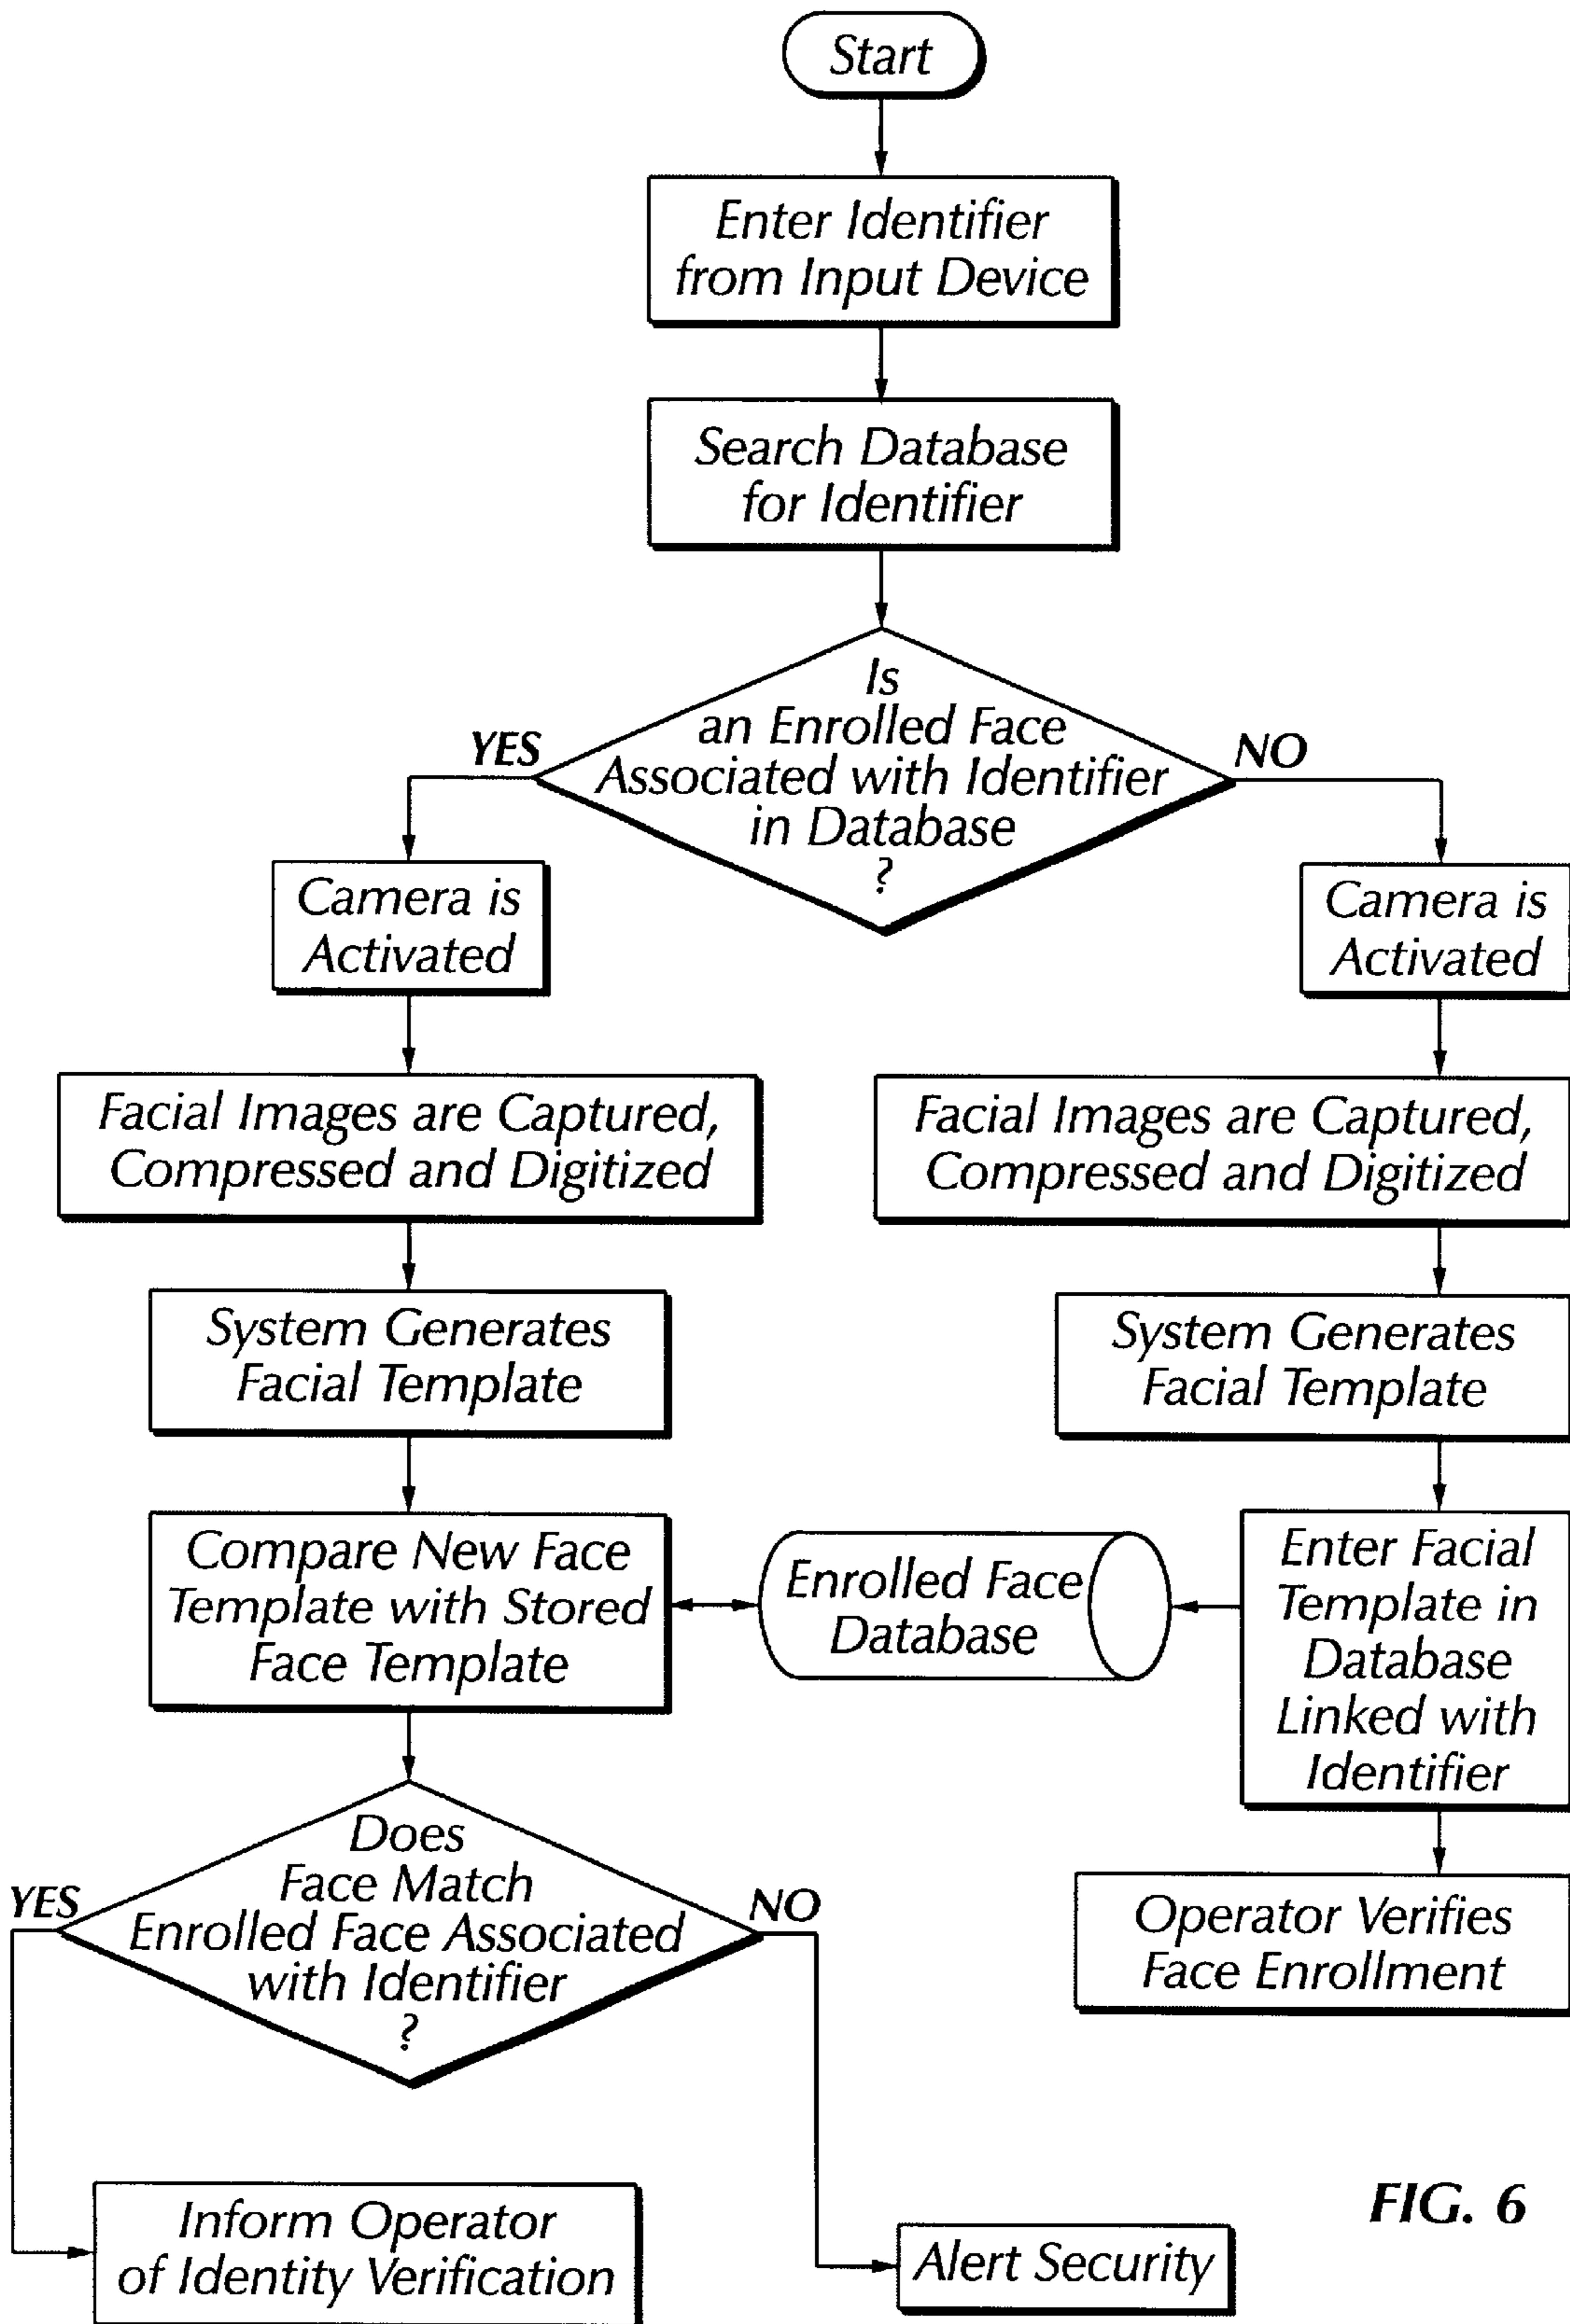 Start
Enter Identifier
from Input Device
Search Database
for Identifier
Is
an Enrolled Face
Associated with Identifier
in Database
?
YES
NO
Camera is
Activated
Camera is
Activated
Facial Images are Captured,
Compressed and Digitized
Facial Images are Captured,
Compressed and Digitized
System Generates
Facial Template
System Generates
Facial Template
Compare New Face
Template with Stored
Face Template
Enrolled Face
Database
Enter Facial
Template in
Database
Linked with
Identifier
Does
Face Match
Enrolled Face Associated
with Identifier
?
YES
NO
Operator Verifies
Face Enrollment
Inform Operator
of Identity Verification
Alert Security
FIG. 6